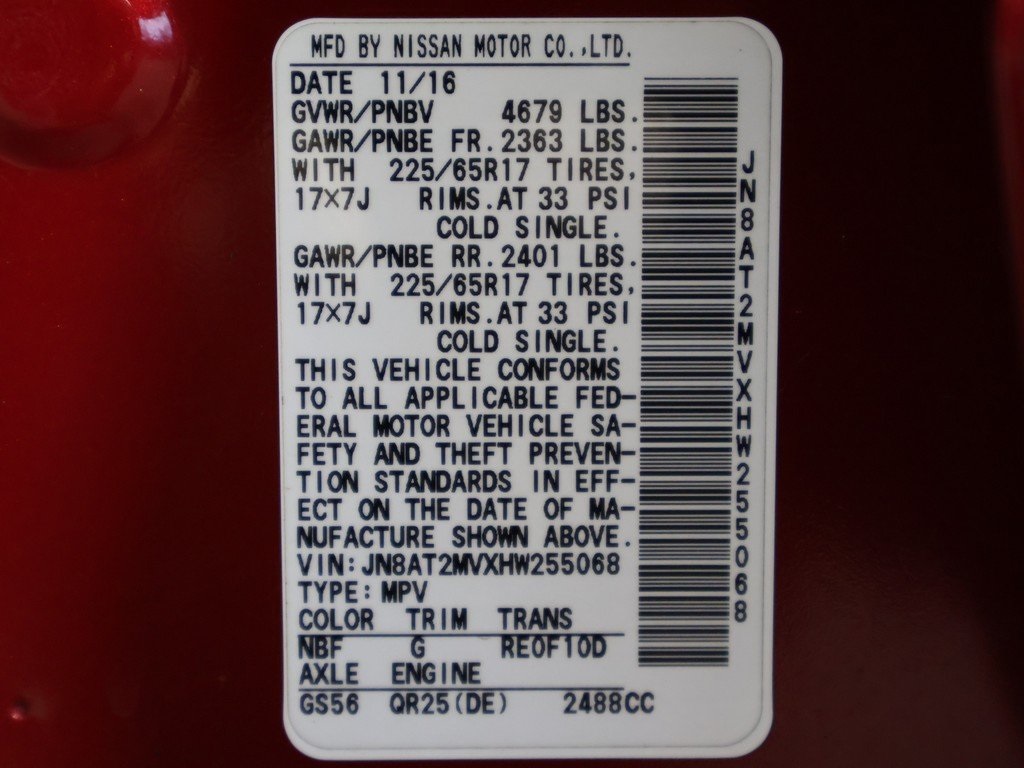 MFD BY NISSAN MOTOR CO.,LTD.
DATE 11/16
GVWR/PNBV 4679 LBS.
GAWR/PNBE FR.2363 LBS.
WITH 225/65R17 TIRES,
17×7J RIMS.AT 33 PSI
COLD SINGLE.
GAWR/PNBE RR.2401 LBS.
WITH 225/65R17 TIRES,
17×7J RIMS.AT 33 PSI
COLD SINGLE.
THIS VEHICLE CONFORMS
TO ALL APPLICABLE FED-
ERAL MOTOR VEHICLE SA-
FETY AND THEFT PREVEN-
TION STANDARDS IN EFF-
ECT ON THE DATE OF MA-
NUFACTURE SHOWN ABOVE.
VIN:JN8AT2MVXHW255068
TYPE:MPV
COLOR TRIM TRANS
NBF G RE0F10D
AXLE ENGINE
GS56 QR25(DE) 2488CC
JN8AT2MVXHW255068